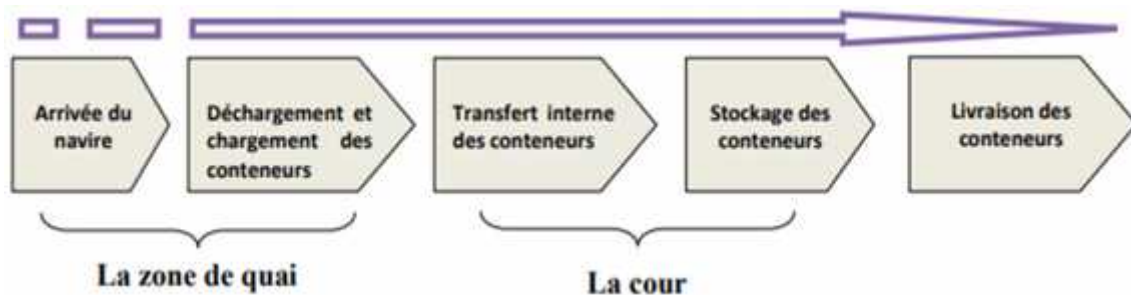 Arrivée du
navire
Déchargement et
chargement des
conteneurs
Transfert interne
des conteneurs
Stockage des
conteneurs
Livraison des
conteneurs
La zone de quai
La cour